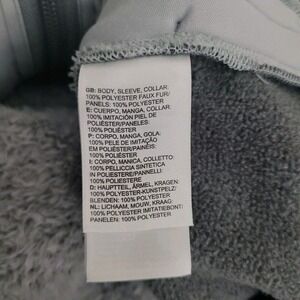 GB: BODY, SLEEVE, COLLAR:
100% POLYESTER FAUX FUR/
PANELS: 100% POLYESTER
E: CUERPO, MANGA, COLLAR:
100% IMITACIÓN PIEL DE
POLIÉSTER/PANELES:
100% POLIÉSTER
P: CORPO, MANGA, GOLA:
100% PELE DE IMITAÇÃO
EM POLIÉSTER/PAINÉIS:
100% POLIÉSTER
I: CORPO, MANICA, COLLETTO:
100% PELLICCIA SINTETICA
IN POLIESTERE/PANNELLI:
100% POLIESTERE
D: HAUPTTEIL, ÄRMEL, KRAGEN:
100% POLYESTER-KUNSTPELZ/
BLENDEN: 100% POLYESTER
NL: LICHAAM, MOUW, KRAAG:
100% POLYESTER IMITATIEBONT/
PANELEN: 100% POLYESTER